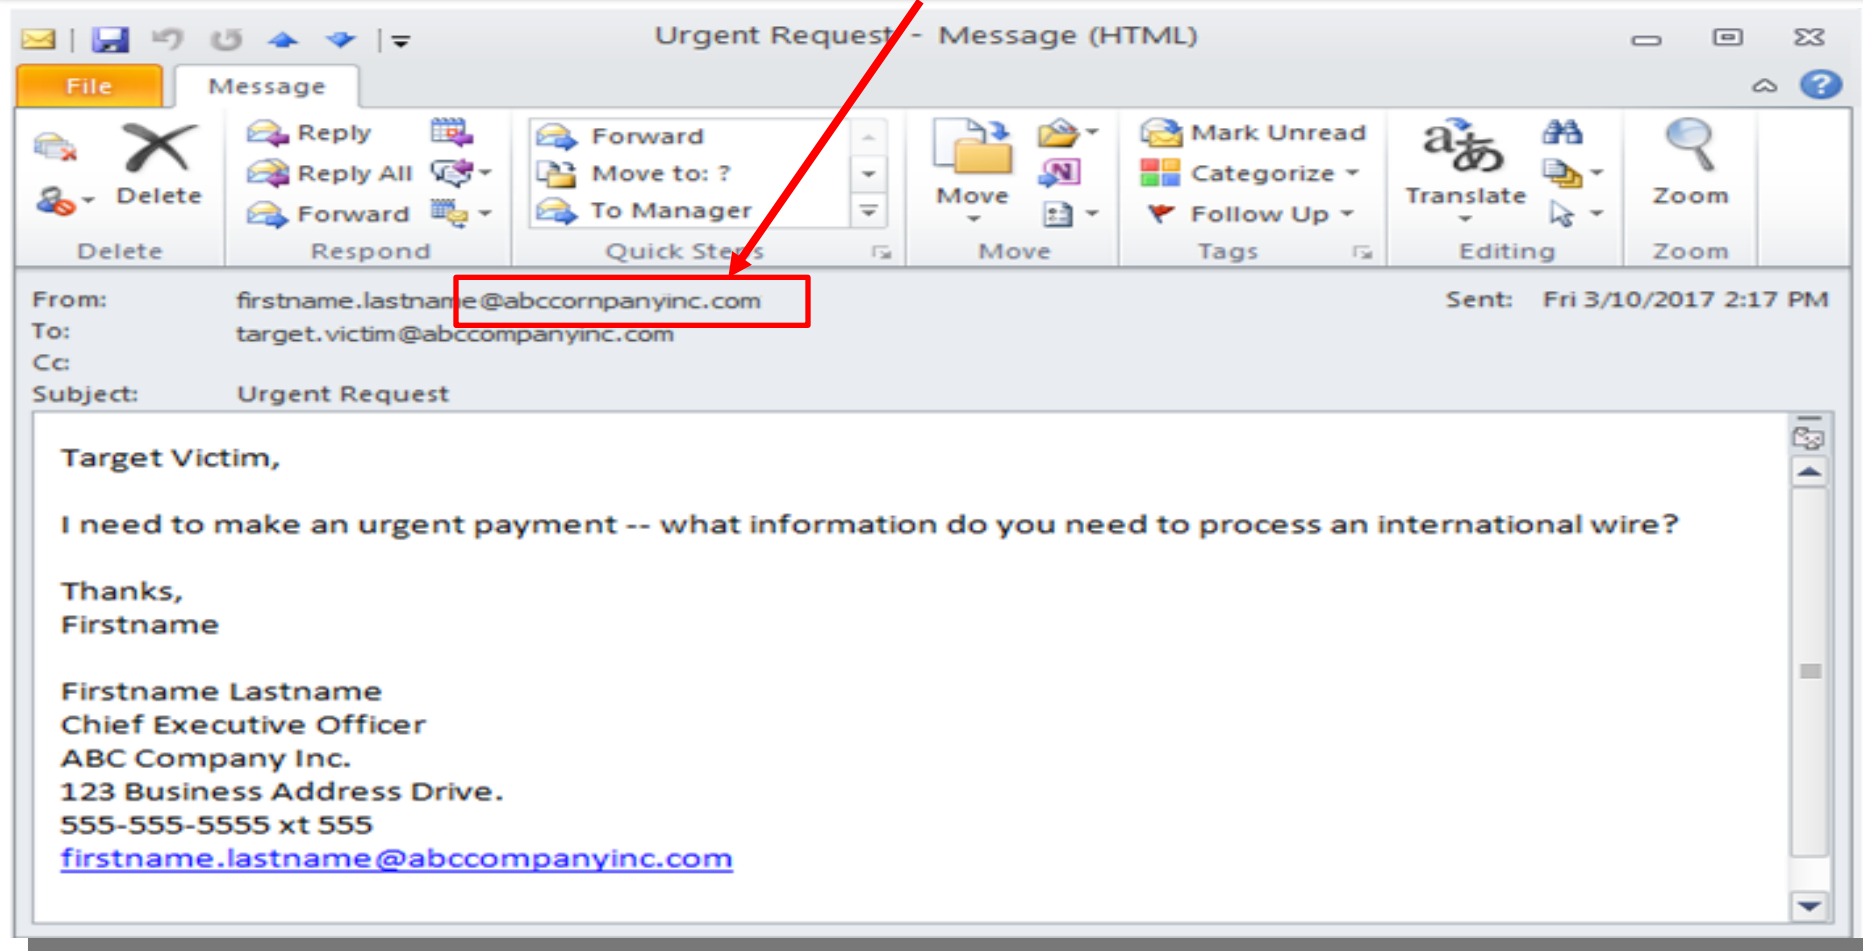 Urgent Request - Message (HTML)
File Message
Reply
Forward
Mark Unread
Reply All
Move to: ?
Categorize
Delete
Forward
To Manager
Move
Follow Up
Translate
Zoom
Delete Respond Quick Steps Move Tags Editing Zoom
From: firstname.lastname@abccornpanyinc.com Sent: Fri 3/10/2017 2:17 PM
To: target.victim@abccompanyinc.com
Cc:
Subject: Urgent Request
Target Victim,
I need to make an urgent payment -- what information do you need to process an international wire?
Thanks,
Firstname
Firstname Lastname
Chief Executive Officer
ABC Company Inc.
123 Business Address Drive.
555-555-5555 xt 555
firstname.lastname@abccompanyinc.com